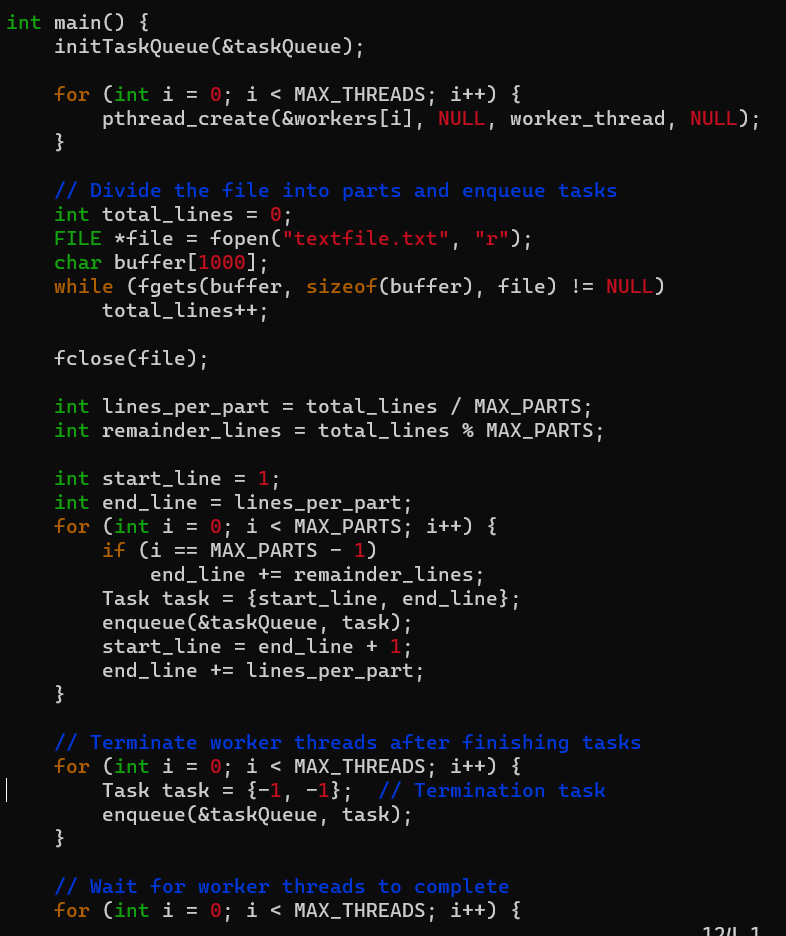 int main() {
    initTaskQueue(&taskQueue);

    for (int i = 0; i < MAX_THREADS; i++) {
        pthread_create(&workers[i], NULL, worker_thread, NULL);
    }

    // Divide the file into parts and enqueue tasks
    int total_lines = 0;
    FILE *file = fopen("textfile.txt", "r");
    char buffer[1000];
    while (fgets(buffer, sizeof(buffer), file) != NULL)
        total_lines++;

    fclose(file);

    int lines_per_part = total_lines / MAX_PARTS;
    int remainder_lines = total_lines % MAX_PARTS;

    int start_line = 1;
    int end_line = lines_per_part;
    for (int i = 0; i < MAX_PARTS; i++) {
        if (i == MAX_PARTS - 1)
            end_line += remainder_lines;
        Task task = {start_line, end_line};
        enqueue(&taskQueue, task);
        start_line = end_line + 1;
        end_line += lines_per_part;
    }

    // Terminate worker threads after finishing tasks
    for (int i = 0; i < MAX_THREADS; i++) {
        Task task = {-1, -1};  // Termination task
        enqueue(&taskQueue, task);
    }

    // Wait for worker threads to complete
    for (int i = 0; i < MAX_THREADS; i++) {